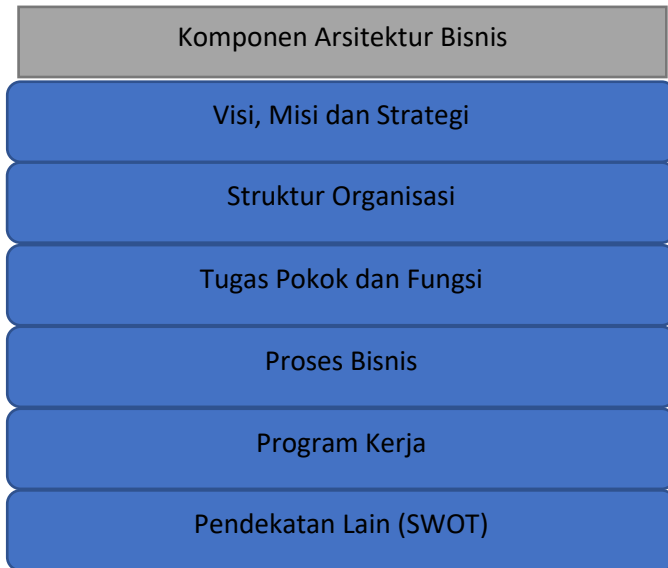 Komponen Arsitektur Bisnis
Visi, Misi dan Strategi
Struktur Organisasi
Tugas Pokok dan Fungsi
Proses Bisnis
Program Kerja
Pendekatan Lain (SWOT)